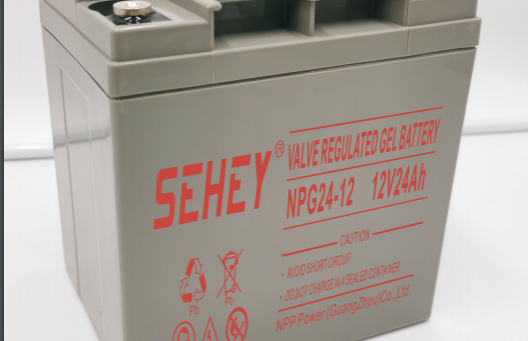 SEHEY®
VALVE REGULATED GEL BATTERY
NPG24-12 12V24Ah
CAUTION
· AVOID SHORT CIRCUIT
· DO NOT CHARGE IN A SEALED CONTAINER
NPP Power (GuangZhou)Co.,Ltd.
Pb
Pb